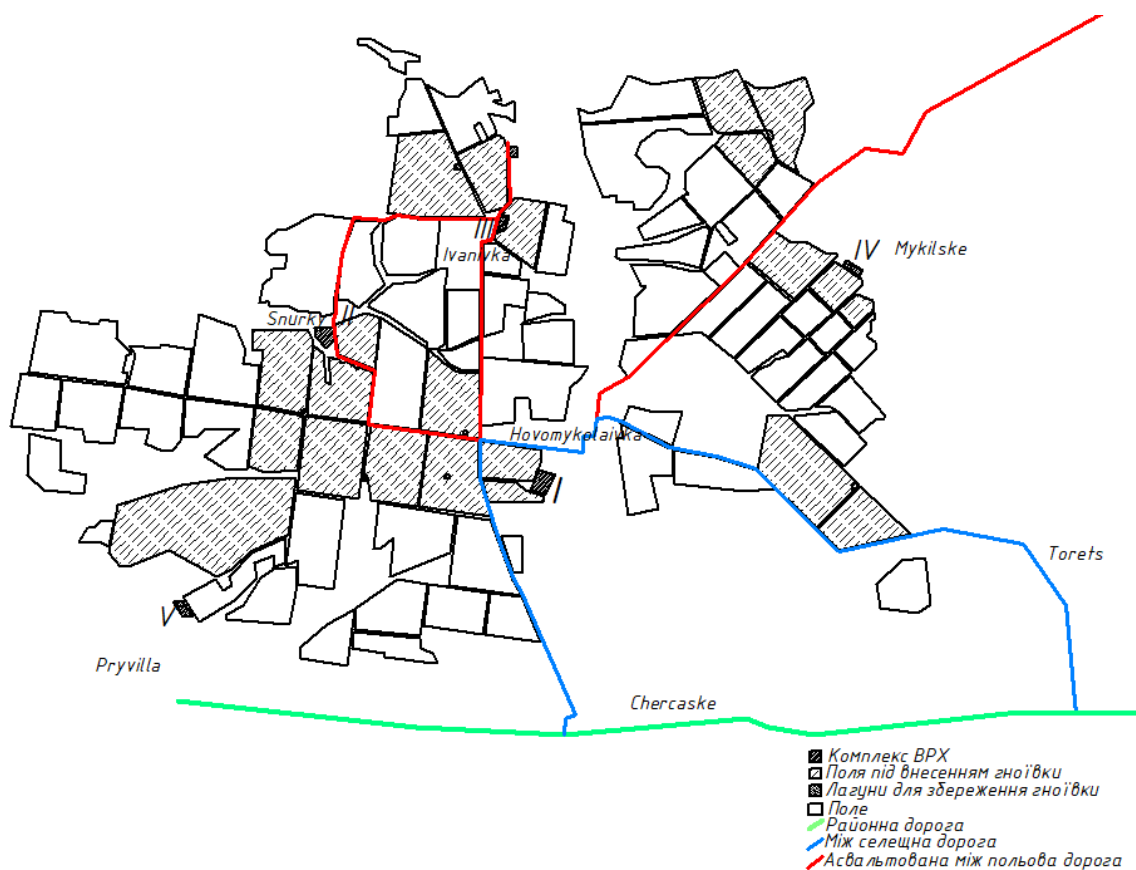 III
Ivanivka
IV Mykilske
Snurky II
Hovomykolaivka
I
Torets
V
Pryvilla
Chercaske
Комплекс ВРХ
Поля під внесенням гноївки
Лагуни для збереження гноївки
Поле
Районна дорога
Між селещна дорога
Асвальтована між польова дорога